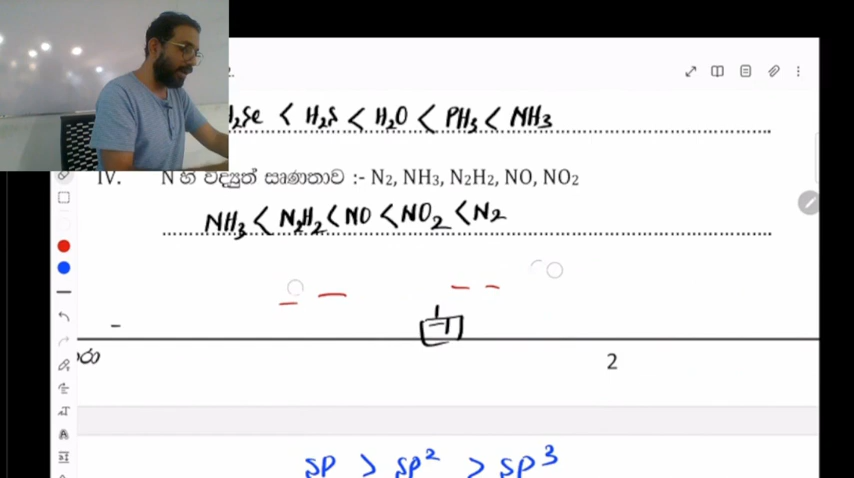 H₂Se < H₂S < H₂O < PH₃ < NH₃
IV. N හි විද්‍යුත් සෘණතාව :- N2, NH3, N2H2, NO, NO2
NH₃ < N₂H₂ < NO < NO₂ < N₂
2
sp > sp² > sp³